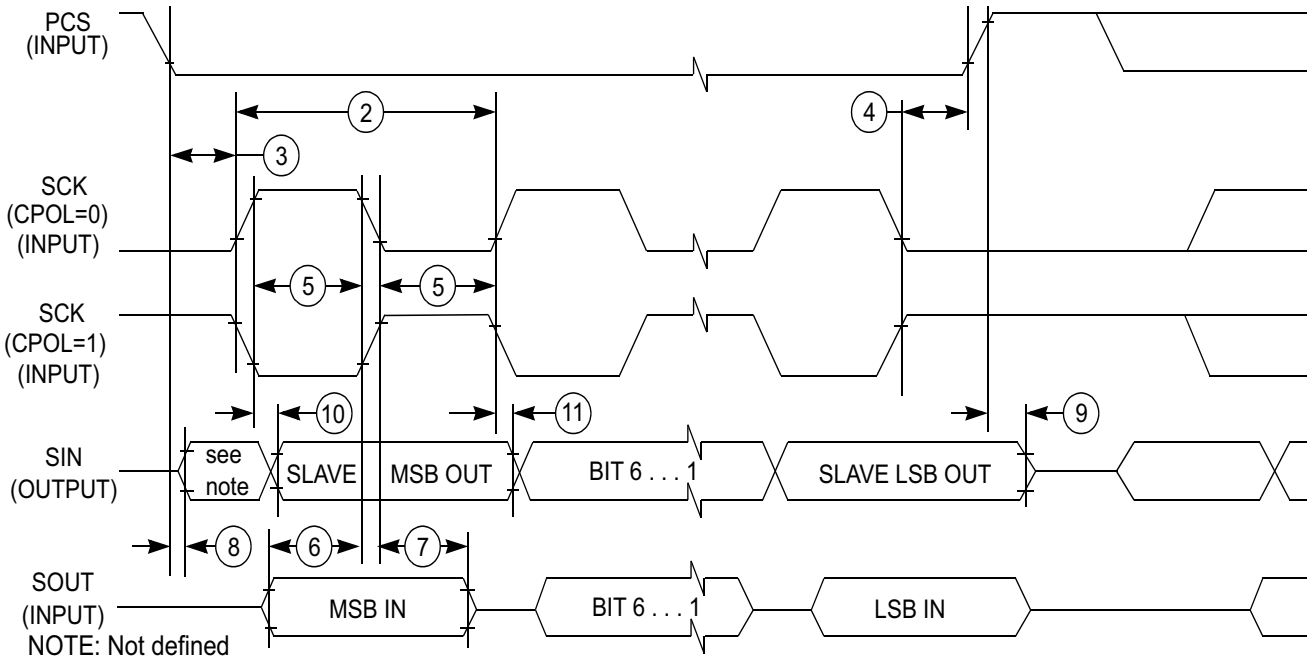 PCS
(INPUT)
2
4
3
SCK
(CPOL=0)
(INPUT)
5
5
SCK
(CPOL=1)
(INPUT)
10
11
9
SIN
(OUTPUT)
see
note
SLAVE
MSB OUT
BIT 6 . . . 1
SLAVE LSB OUT
8
6
7
SOUT
(INPUT)
MSB IN
BIT 6 . . . 1
LSB IN
NOTE: Not defined